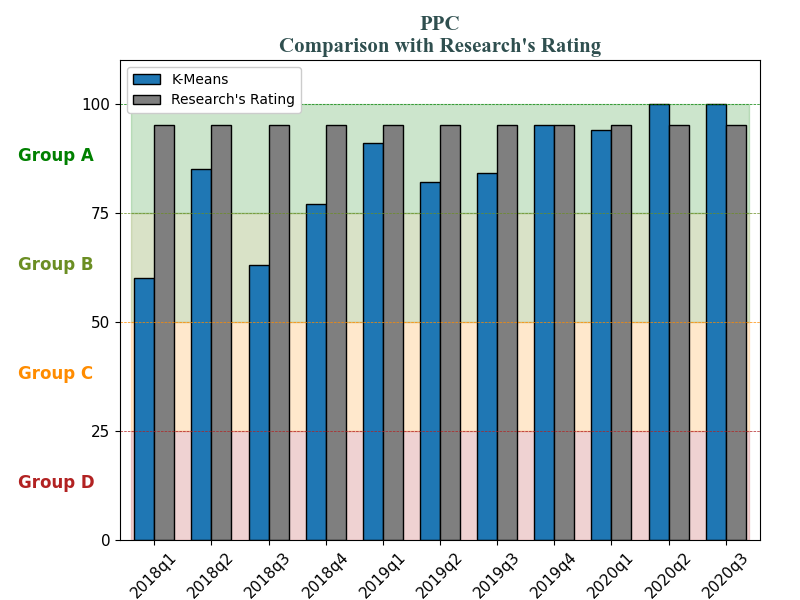 PPC
Comparison with Research's Rating
K-Means
Research's Rating
100
Group A
75
Group B
50
Group C
25
Group D
0
2018q1
2018q2
2018q3
2018q4
2019q1
2019q2
2019q3
2019q4
2020q1
2020q2
2020q3